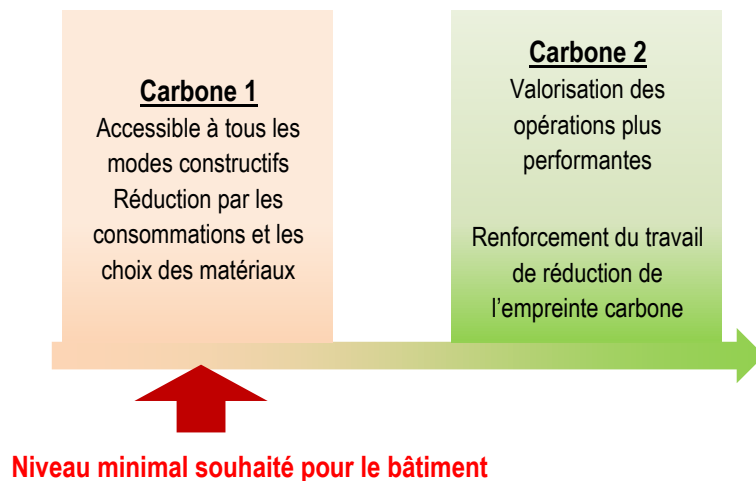 Carbone 1
Accessible à tous les
modes constructifs
Réduction par les
consommations et les
choix des matériaux
Carbone 2
Valorisation des
opérations plus
performantes
Renforcement du travail
de réduction de
l’empreinte carbone
Niveau minimal souhaité pour le bâtiment